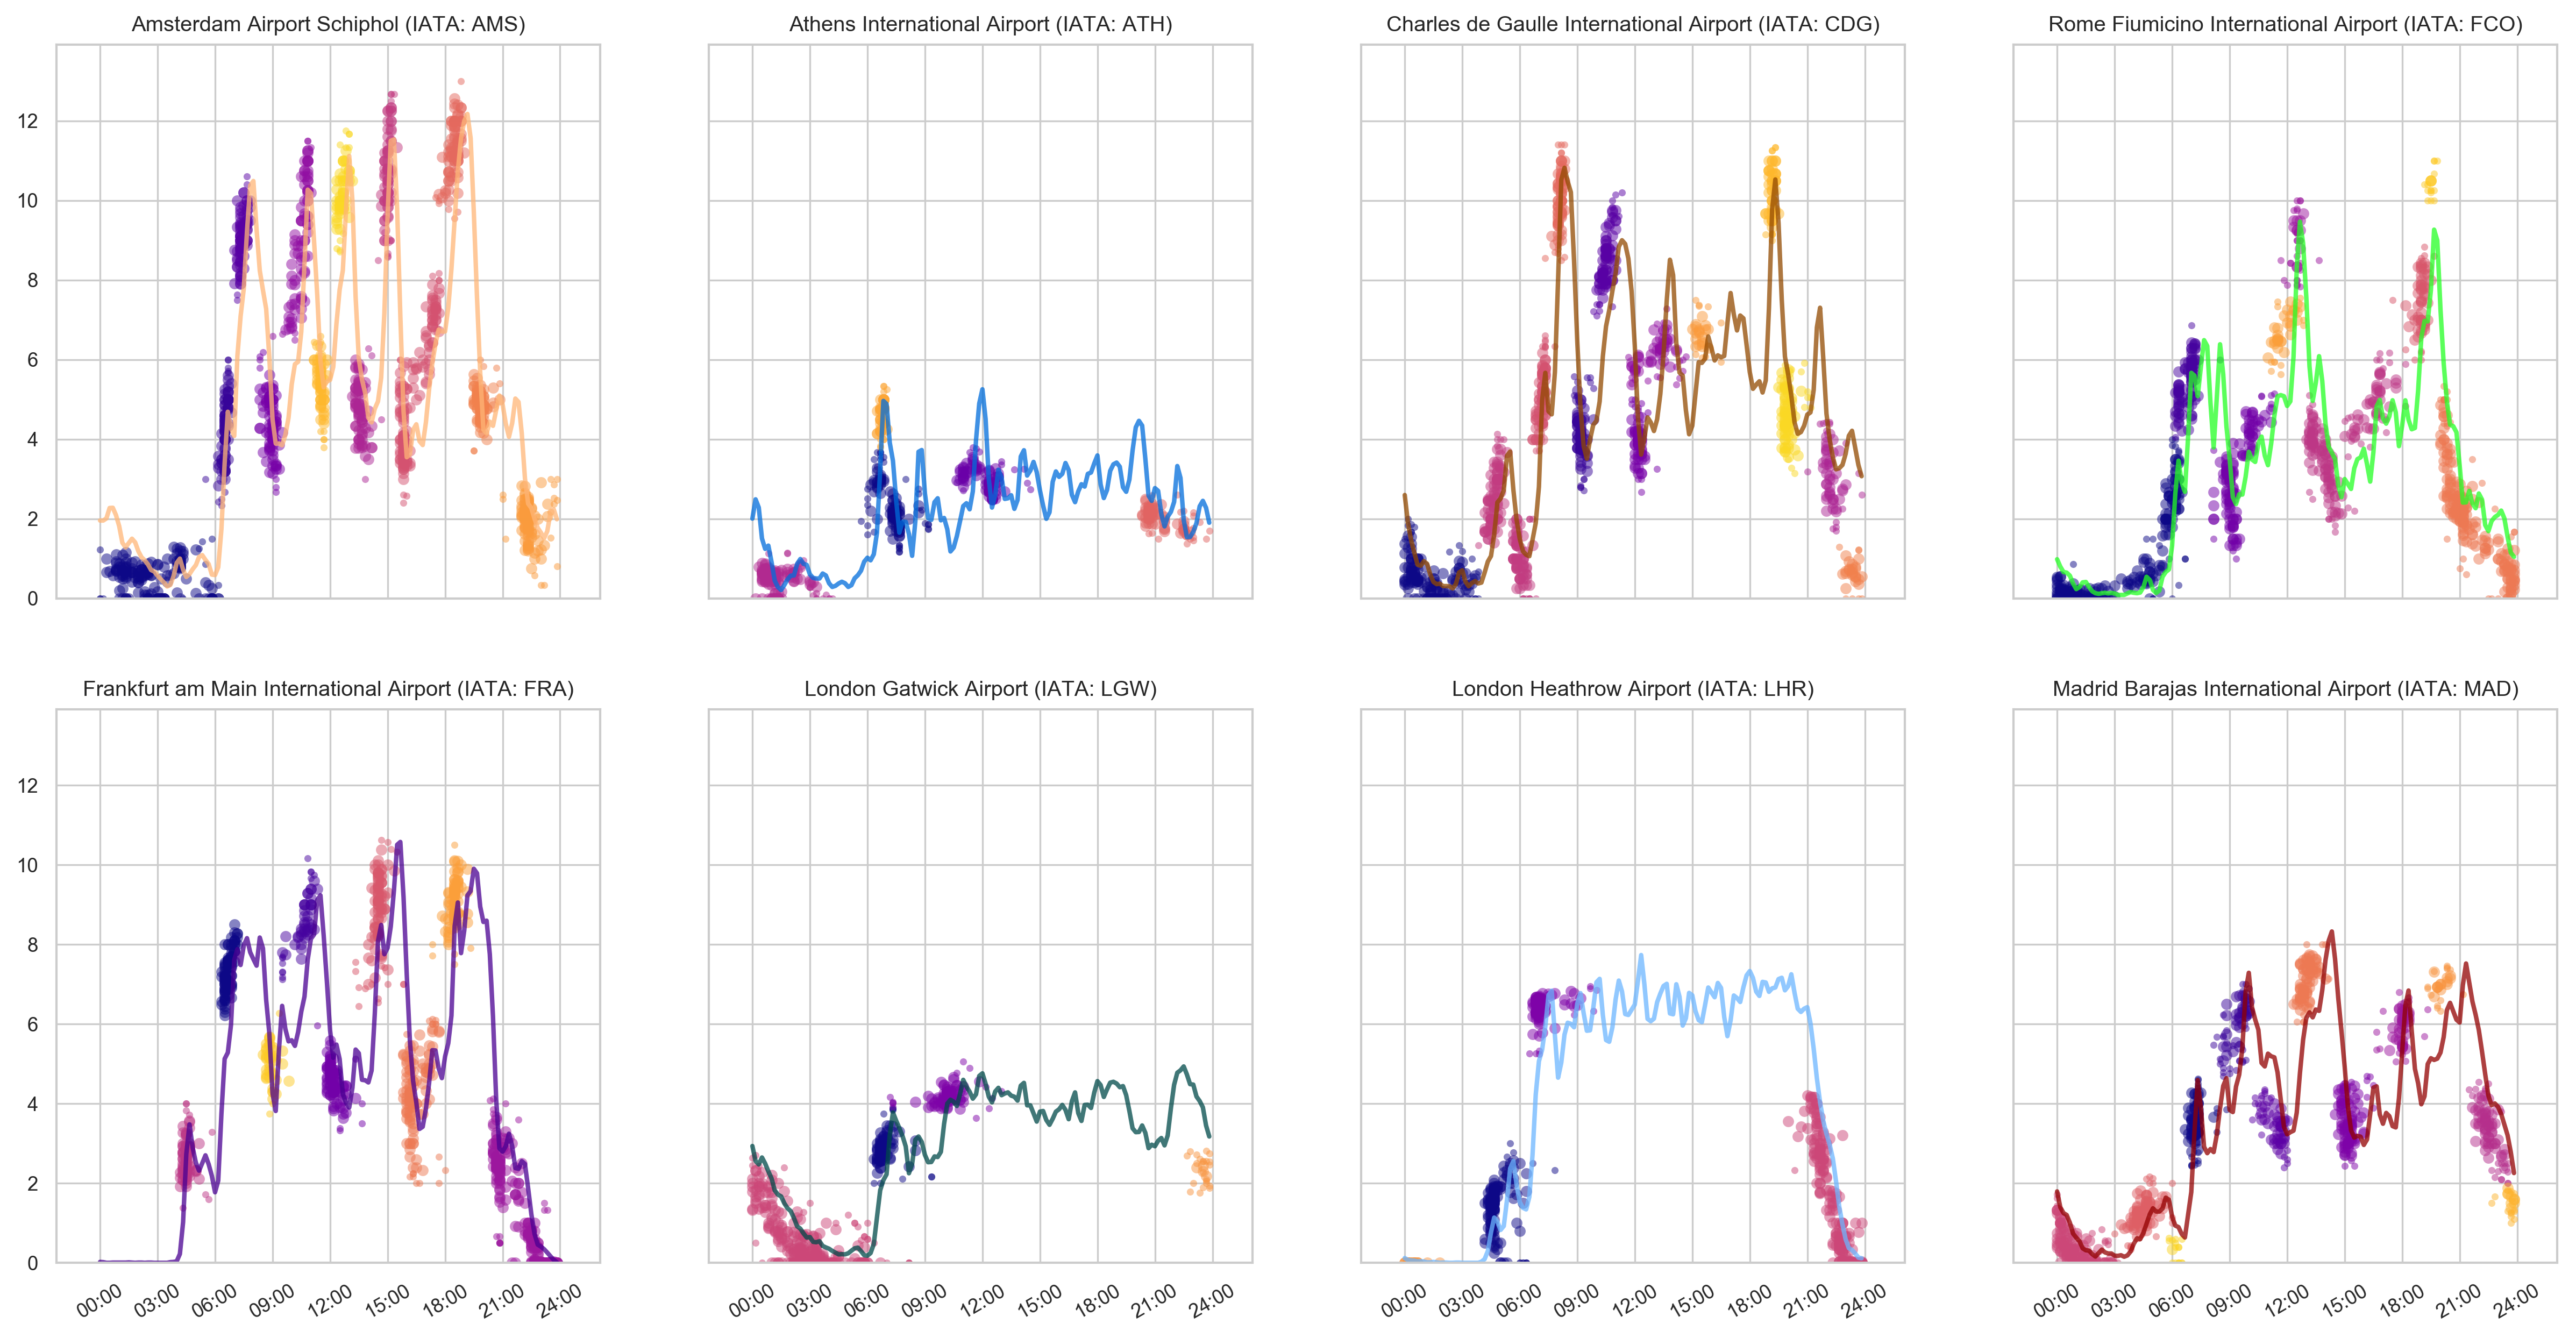 Amsterdam Airport Schiphol (IATA: AMS)
Athens International Airport (IATA: ATH)
Charles de Gaulle International Airport (IATA: CDG)
Rome Fiumicino International Airport (IATA: FCO)
12
10
8
6
4
2
0
Frankfurt am Main International Airport (IATA: FRA)
London Gatwick Airport (IATA: LGW)
London Heathrow Airport (IATA: LHR)
Madrid Barajas International Airport (IATA: MAD)
12
10
8
6
4
2
0
00:00 03:00 06:00 09:00 12:00 15:00 18:00 21:00 24:00
00:00 03:00 06:00 09:00 12:00 15:00 18:00 21:00 24:00
00:00 03:00 06:00 09:00 12:00 15:00 18:00 21:00 24:00
00:00 03:00 06:00 09:00 12:00 15:00 18:00 21:00 24:00